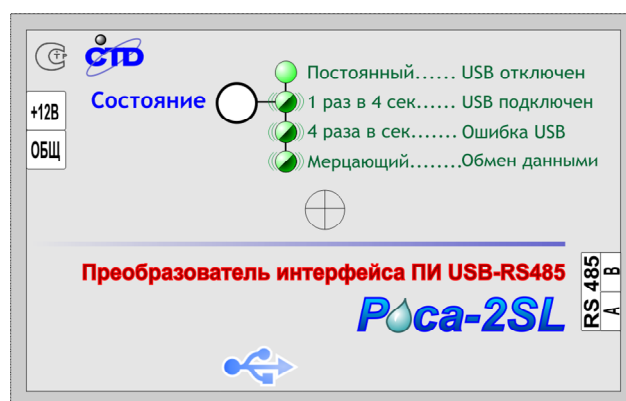 СТД
Постоянный...... USB отключен
+12В
Состояние
1 раз в 4 сек...... USB подключен
4 раза в сек....... Ошибка USB
ОБЩ
Мерцающий........Обмен данными
Преобразователь интерфейса ПИ USB-RS485
Роса-2SL
RS 485
A B